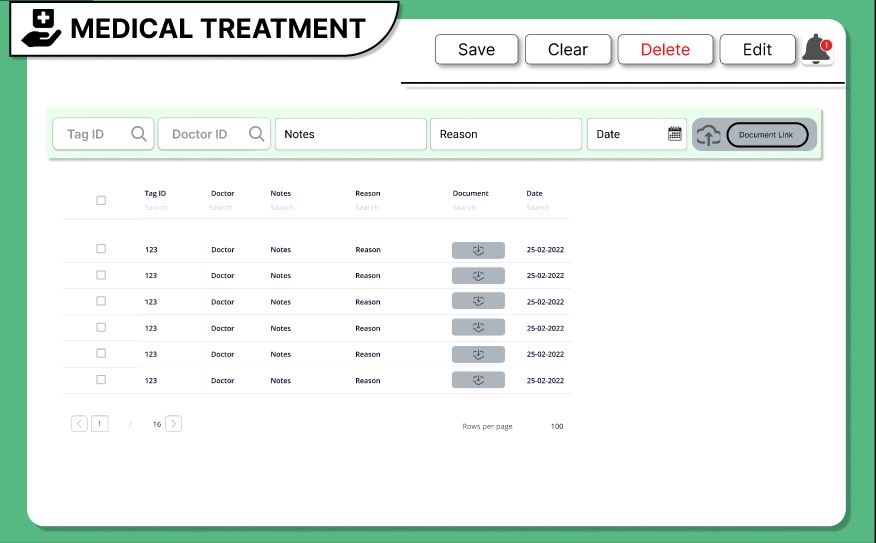 MEDICAL TREATMENT
Save Clear Delete Edit 1
Tag ID Doctor ID Notes Reason Date Document Link
Tag ID Doctor Notes Reason Document Date
Search Search Search Search Search Search
123 Doctor Notes Reason 25-02-2022
123 Doctor Notes Reason 25-02-2022
123 Doctor Notes Reason 25-02-2022
123 Doctor Notes Reason 25-02-2022
123 Doctor Notes Reason 25-02-2022
123 Doctor Notes Reason 25-02-2022
1 / 16 Rows per page 100